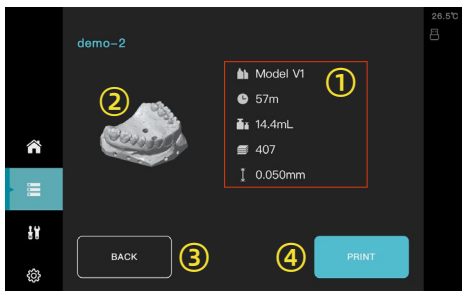 26.5℃
demo-2
Model V1
①
57m
②
14.4mL
407
0.050mm
BACK
③
④
PRINT